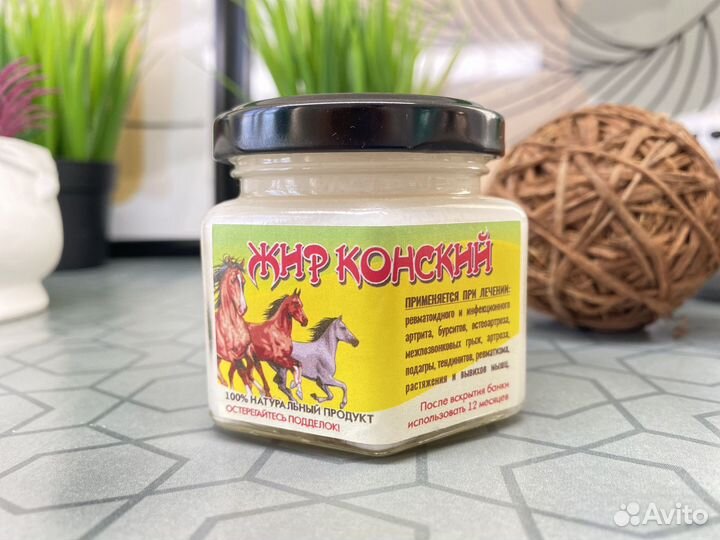 ЖИР КОНСКИЙ
ПРИМЕНЯЕТСЯ ПРИ ЛЕЧЕНИИ:
ревматоидного и инфекционного
артрита, бурситов, остеоартроза,
межпозвонковых грыж, артроза,
подагры, тендинитов, ревматизма,
растяжения и вывихов мышц.
100% НАТУРАЛЬНЫЙ ПРОДУКТ
ОСТЕРЕГАЙТЕСЬ ПОДДЕЛОК!
После вскрытия банки
использовать 12 месяцев
Avito